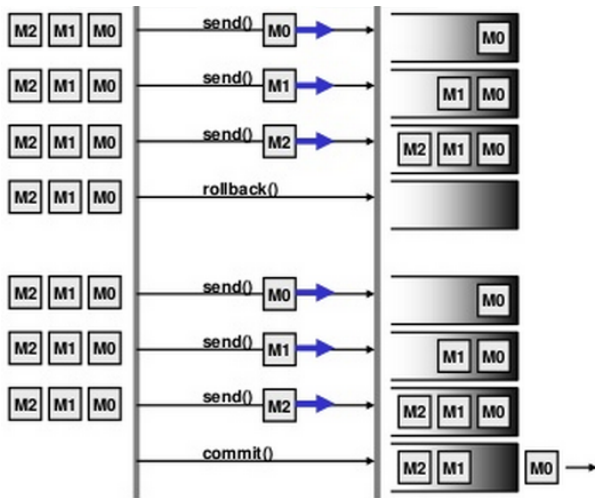 M2 M1 M0 send() M0 M0
M2 M1 M0 send() M1 M1 M0
M2 M1 M0 send() M2 M2 M1 M0
M2 M1 M0 rollback()
M2 M1 M0 send() M0 M0
M2 M1 M0 send() M1 M1 M0
M2 M1 M0 send() M2 M2 M1 M0
commit() M2 M1 M0